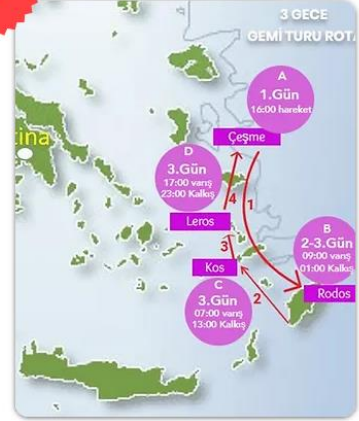 3 GECE
GEMİ TURU ROTA
A
1.Gün
16:00 hareket
Çeşme
ina
D
3.Gün
17:00 varış
23:00 Kalkış
4
1
Leros
B
2-3.Gün
09:00 varış
01:00 Kalkış
3
Kos
Rodos
2
C
3.Gün
07:00 varış
13:00 Kalkış